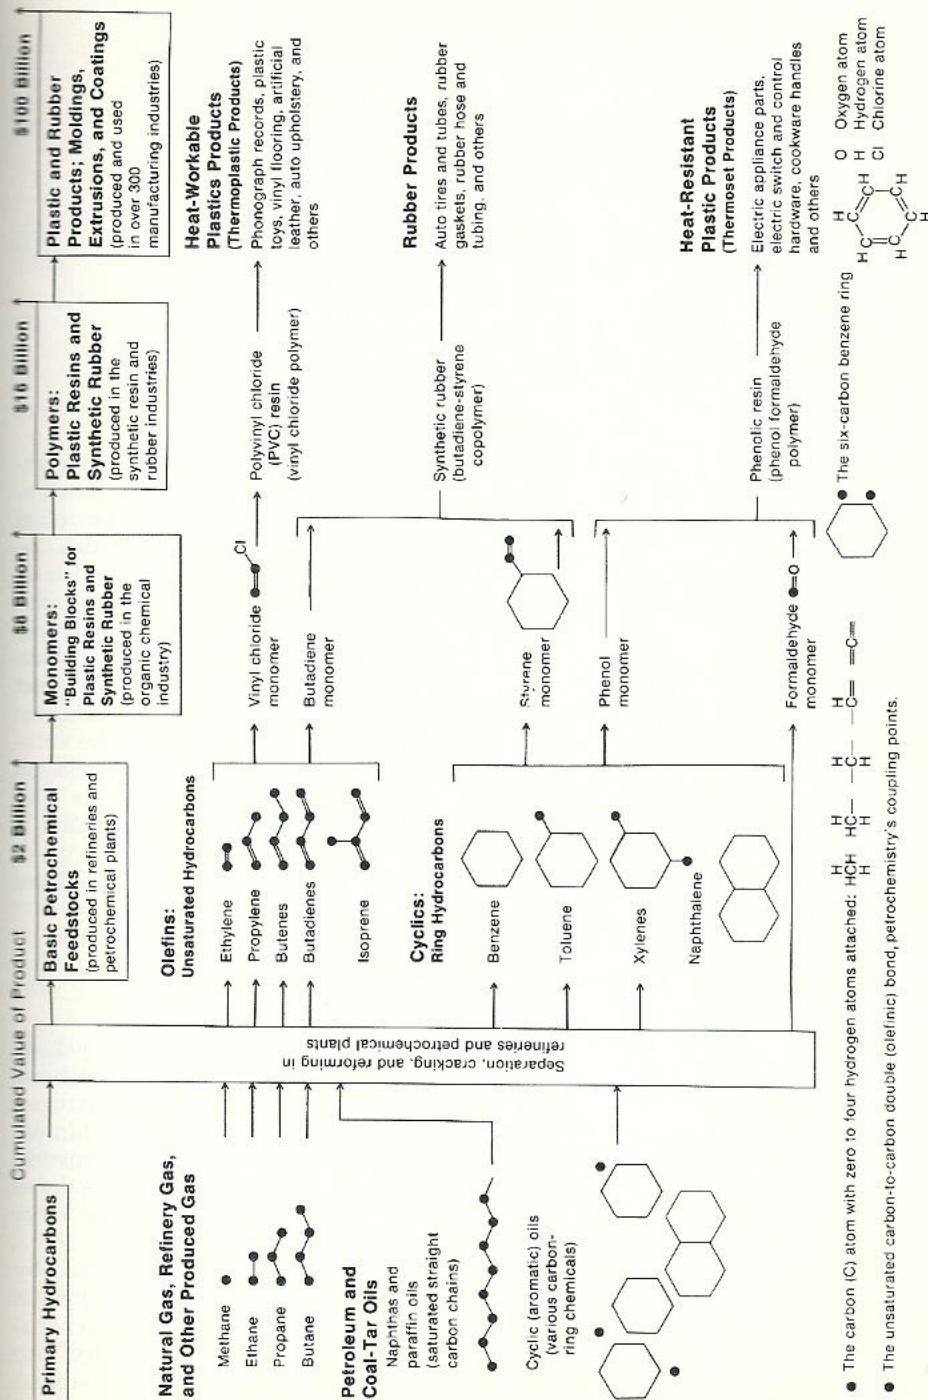 Cumulated Value of Product
$2 Billion
$8 Billion
$16 Billion
$100 Billion
Primary Hydrocarbons
Basic Petrochemical
Feedstocks
(produced in refineries and
petrochemical plants)
Monomers:
"Building Blocks" for
Plastic Resins and
Synthetic Rubber
(produced in the
organic chemical
industry)
Polymers:
Plastic Resins and
Synthetic Rubber
(produced in the
synthetic resin and
rubber industries)
Plastic and Rubber
Products; Moldings,
Extrusions, and Coatings
(produced and used
in over 300
manufacturing industries)
Natural Gas, Refinery Gas,
and Other Produced Gas
Methane
Ethane
Propane
Butane
Petroleum and
Coal-Tar Oils
Naphthas and
paraffin oils
(saturated straight
carbon chains)
Cyclic (aromatic) oils
(various carbon-
ring chemicals)
Separation, cracking, and reforming in
refineries and petrochemical plants
Olefins:
Unsaturated Hydrocarbons
Ethylene
Propylene
Butenes
Butadienes
Isoprene
Cyclics:
Ring Hydrocarbons
Benzene
Toluene
Xylenes
Naphthalene
Vinyl chloride
monomer
Cl
Butadiene
monomer
Styrene
monomer
Phenol
monomer
Formaldehyde
monomer
O
Polyvinyl chloride
(PVC) resin
(vinyl chloride polymer)
Synthetic rubber
(butadiene-styrene
copolymer)
Phenolic resin
(phenol formaldehyde
polymer)
Heat-Workable
Plastics Products
(Thermoplastic Products)
Phonograph records, plastic
toys, vinyl flooring, artificial
leather, auto upholstery, and
others
Rubber Products
Auto tires and tubes, rubber
gaskets, rubber hose and
tubing, and others
Heat-Resistant
Plastic Products
(Thermoset Products)
Electric appliance parts,
electric switch and control
hardware, cookware handles
and others
● The carbon (C) atom with zero to four hydrogen atoms attached:
H H H H
HCH HC— —C— —C= =C=
H H H
● The unsaturated carbon-to-carbon double (olefinic) bond, petrochemistry's coupling points.
The six-carbon benzene ring
H H
C
HC CH
C CH
H C
H
O Oxygen atom
H Hydrogen atom
Cl Chlorine atom